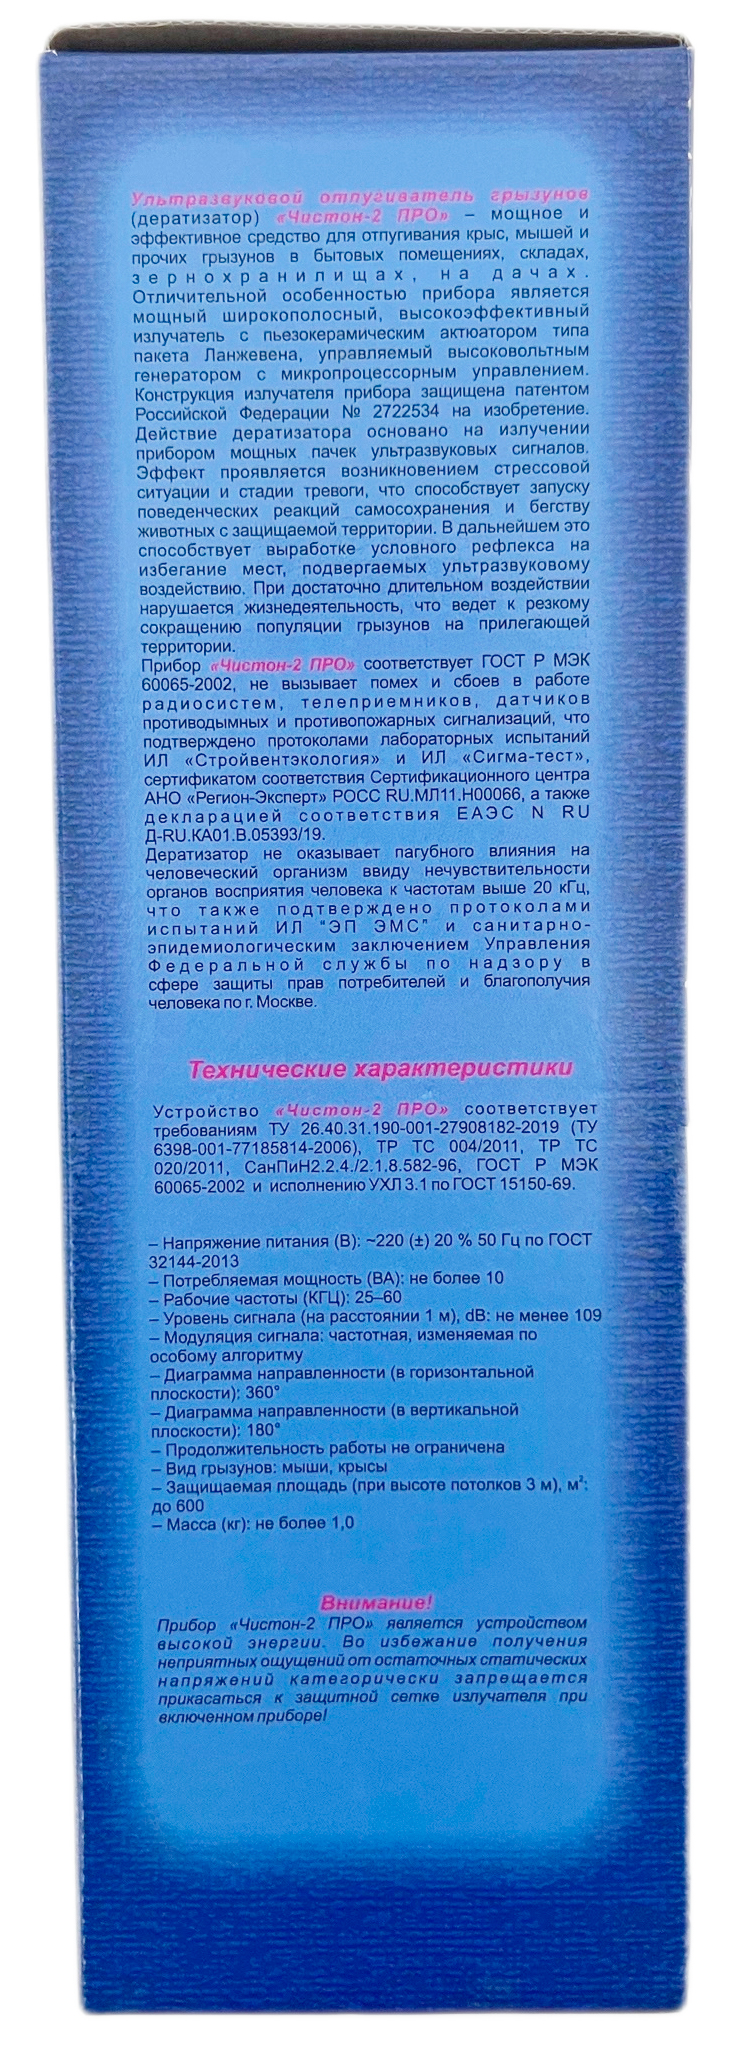 Ультразвуковой отпугиватель грызунов
(дератизатор) «Чистон-2 ПРО» – мощное и
эффективное средство для отпугивания крыс, мышей и
прочих грызунов в бытовых помещениях, складах,
зернохранилищах, на дачах.
Отличительной особенностью прибора является
мощный широкополосный, высокоэффективный
излучатель с пьезокерамическим актюатором типа
пакета Ланжевена, управляемый высоковольтным
генератором с микропроцессорным управлением.
Конструкция излучателя прибора защищена патентом
Российской Федерации № 2722534 на изобретение.
Действие дератизатора основано на излучении
прибором мощных пачек ультразвуковых сигналов.
Эффект проявляется возникновением стрессовой
ситуации и стадии тревоги, что способствует запуску
поведенческих реакций самосохранения и бегству
животных с защищаемой территории. В дальнейшем это
способствует выработке условного рефлекса на
избегание мест, подвергаемых ультразвуковому
воздействию. При достаточно длительном воздействии
нарушается жизнедеятельность, что ведет к резкому
сокращению популяции грызунов на прилегающей
территории.
Прибор «Чистон-2 ПРО» соответствует ГОСТ Р МЭК
60065-2002, не вызывает помех и сбоев в работе
радиосистем, телеприемников, датчиков
противодымных и противопожарных сигнализаций, что
подтверждено протоколами лабораторных испытаний
ИЛ «Стройвентэкология» и ИЛ «Сигма-тест»,
сертификатом соответствия Сертификационного центра
АНО «Регион-Эксперт» РОСС RU.МЛ11.Н00066, а также
декларацией соответствия ЕАЭС N RU
Д-RU.КА01.В.05393/19.
Дератизатор не оказывает пагубного влияния на
человеческий организм ввиду нечувствительности
органов восприятия человека к частотам выше 20 кГц,
что также подтверждено протоколами
испытаний ИЛ "ЭП ЭМС" и санитарно-
эпидемиологическим заключением Управления
Федеральной службы по надзору в
сфере защиты прав потребителей и благополучия
человека по г. Москве.
Технические характеристики
Устройство «Чистон-2 ПРО» соответствует
требованиям ТУ 26.40.31.190-001-27908182-2019 (ТУ
6398-001-77185814-2006), ТР ТС 004/2011, ТР ТС
020/2011, СанПиН2.2.4./2.1.8.582-96, ГОСТ Р МЭК
60065-2002 и исполнению УХЛ 3.1 по ГОСТ 15150-69.
– Напряжение питания (В): ~220 (±) 20 % 50 Гц по ГОСТ
32144-2013
– Потребляемая мощность (ВА): не более 10
– Рабочие частоты (КГЦ): 25–60
– Уровень сигнала (на расстоянии 1 м), dB: не менее 109
– Модуляция сигнала: частотная, изменяемая по
особому алгоритму
– Диаграмма направленности (в горизонтальной
плоскости): 360°
– Диаграмма направленности (в вертикальной
плоскости): 180°
– Продолжительность работы не ограничена
– Вид грызунов: мыши, крысы
– Защищаемая площадь (при высоте потолков 3 м), м²:
до 600
– Масса (кг): не более 1,0
Внимание!
Прибор «Чистон-2 ПРО» является устройством
высокой энергии. Во избежание получения
неприятных ощущений от остаточных статических
напряжений категорически запрещается
прикасаться к защитной сетке излучателя при
включенном приборе!